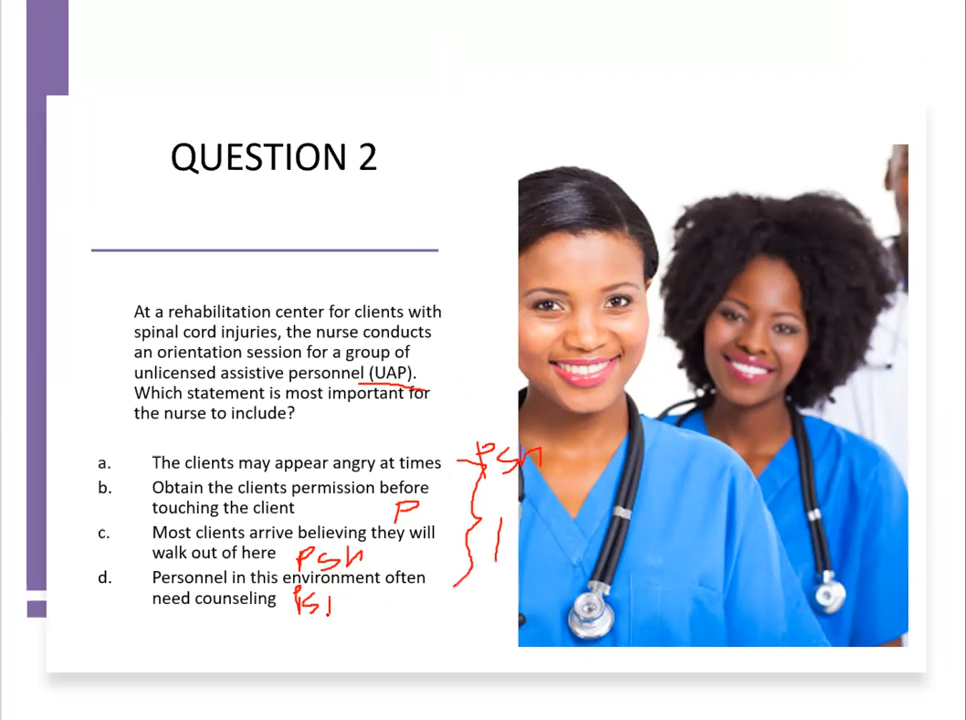 QUESTION 2
At a rehabilitation center for clients with
spinal cord injuries, the nurse conducts
an orientation session for a group of
unlicensed assistive personnel (UAP).
Which statement is most important for
the nurse to include?
a. The clients may appear angry at times
Psh
b. Obtain the clients permission before
touching the client
P
c. Most clients arrive believing they will
walk out of here
Psh
d. Personnel in this environment often
need counseling